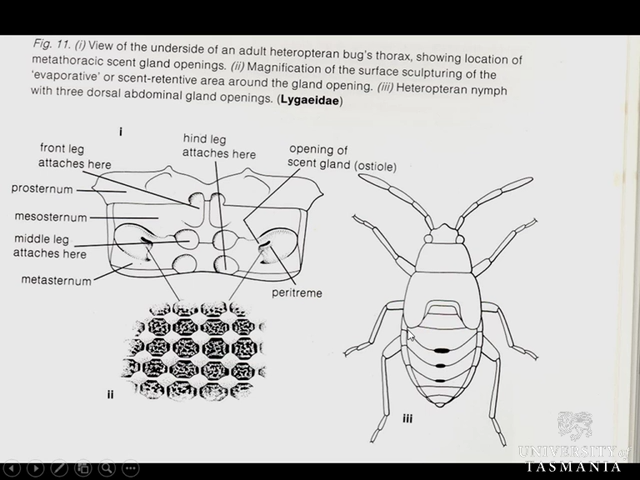 Fig. 11. (i) View of the underside of an adult heteropteran bug's thorax, showing location of
metathoracic scent gland openings. (ii) Magnification of the surface sculpturing of the
'evaporative' or scent-retentive area around the gland opening. (iii) Heteropteran nymph
with three dorsal abdominal gland openings. (Lygaeidae)
i
front leg
attaches here
hind leg
attaches here
opening of
scent gland (ostiole)
prosternum
mesosternum
middle leg
attaches here
metasternum
peritreme
ii
iii
UNIVERSITY of
TASMANIA